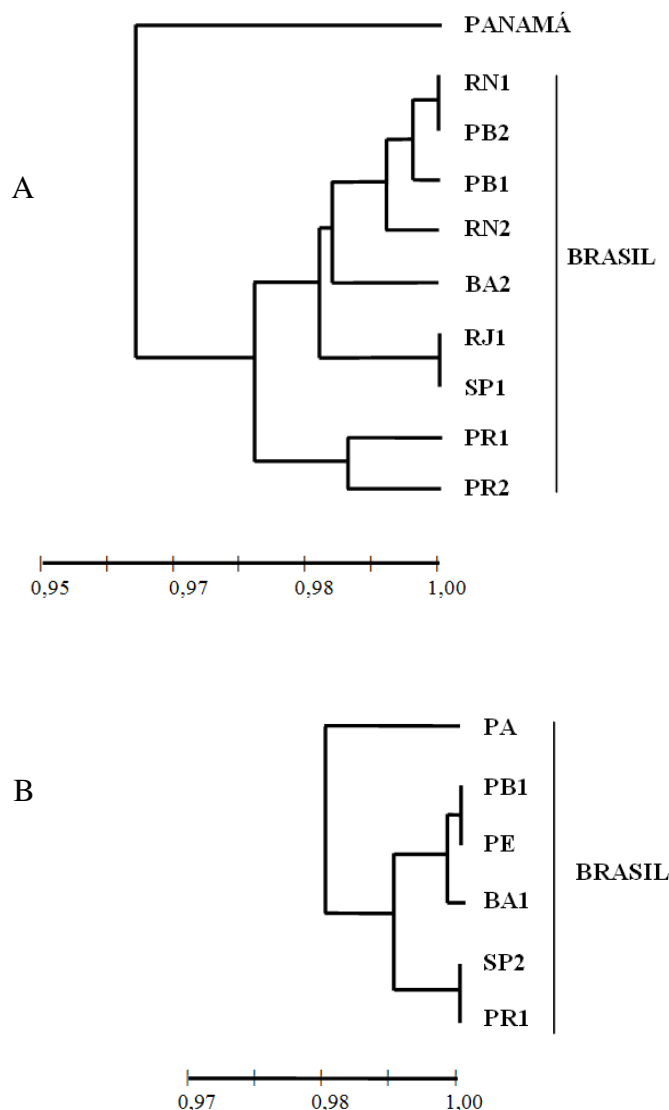 PANAMÁ
RN1
PB2
A
PB1
RN2
BRASIL
BA2
RJ1
SP1
PR1
PR2
0,95 0,97 0,98 1,00
PA
B
PB1
PE
BRASIL
BA1
SP2
PR1
0,97 0,98 1,00